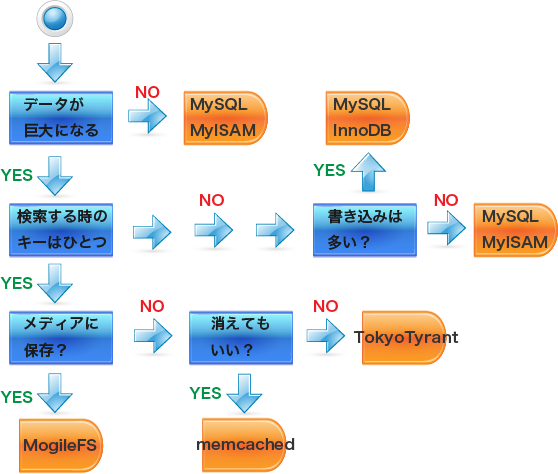 データが
巨大になる
NO
MySQL
MyISAM
MySQL
InnoDB
YES
YES
検索する時の
キーはひとつ
NO
書き込みは
多い？
NO
MySQL
MyISAM
YES
メディアに
保存？
NO
消えても
いい？
NO
TokyoTyrant
YES
MogileFS
YES
memcached